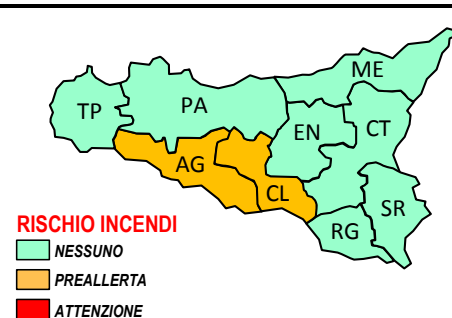 ME
TP
PA
EN
CT
AG
CL
SR
RG
RISCHIO INCENDI
NESSUNO
PREALLERTA
ATTENZIONE